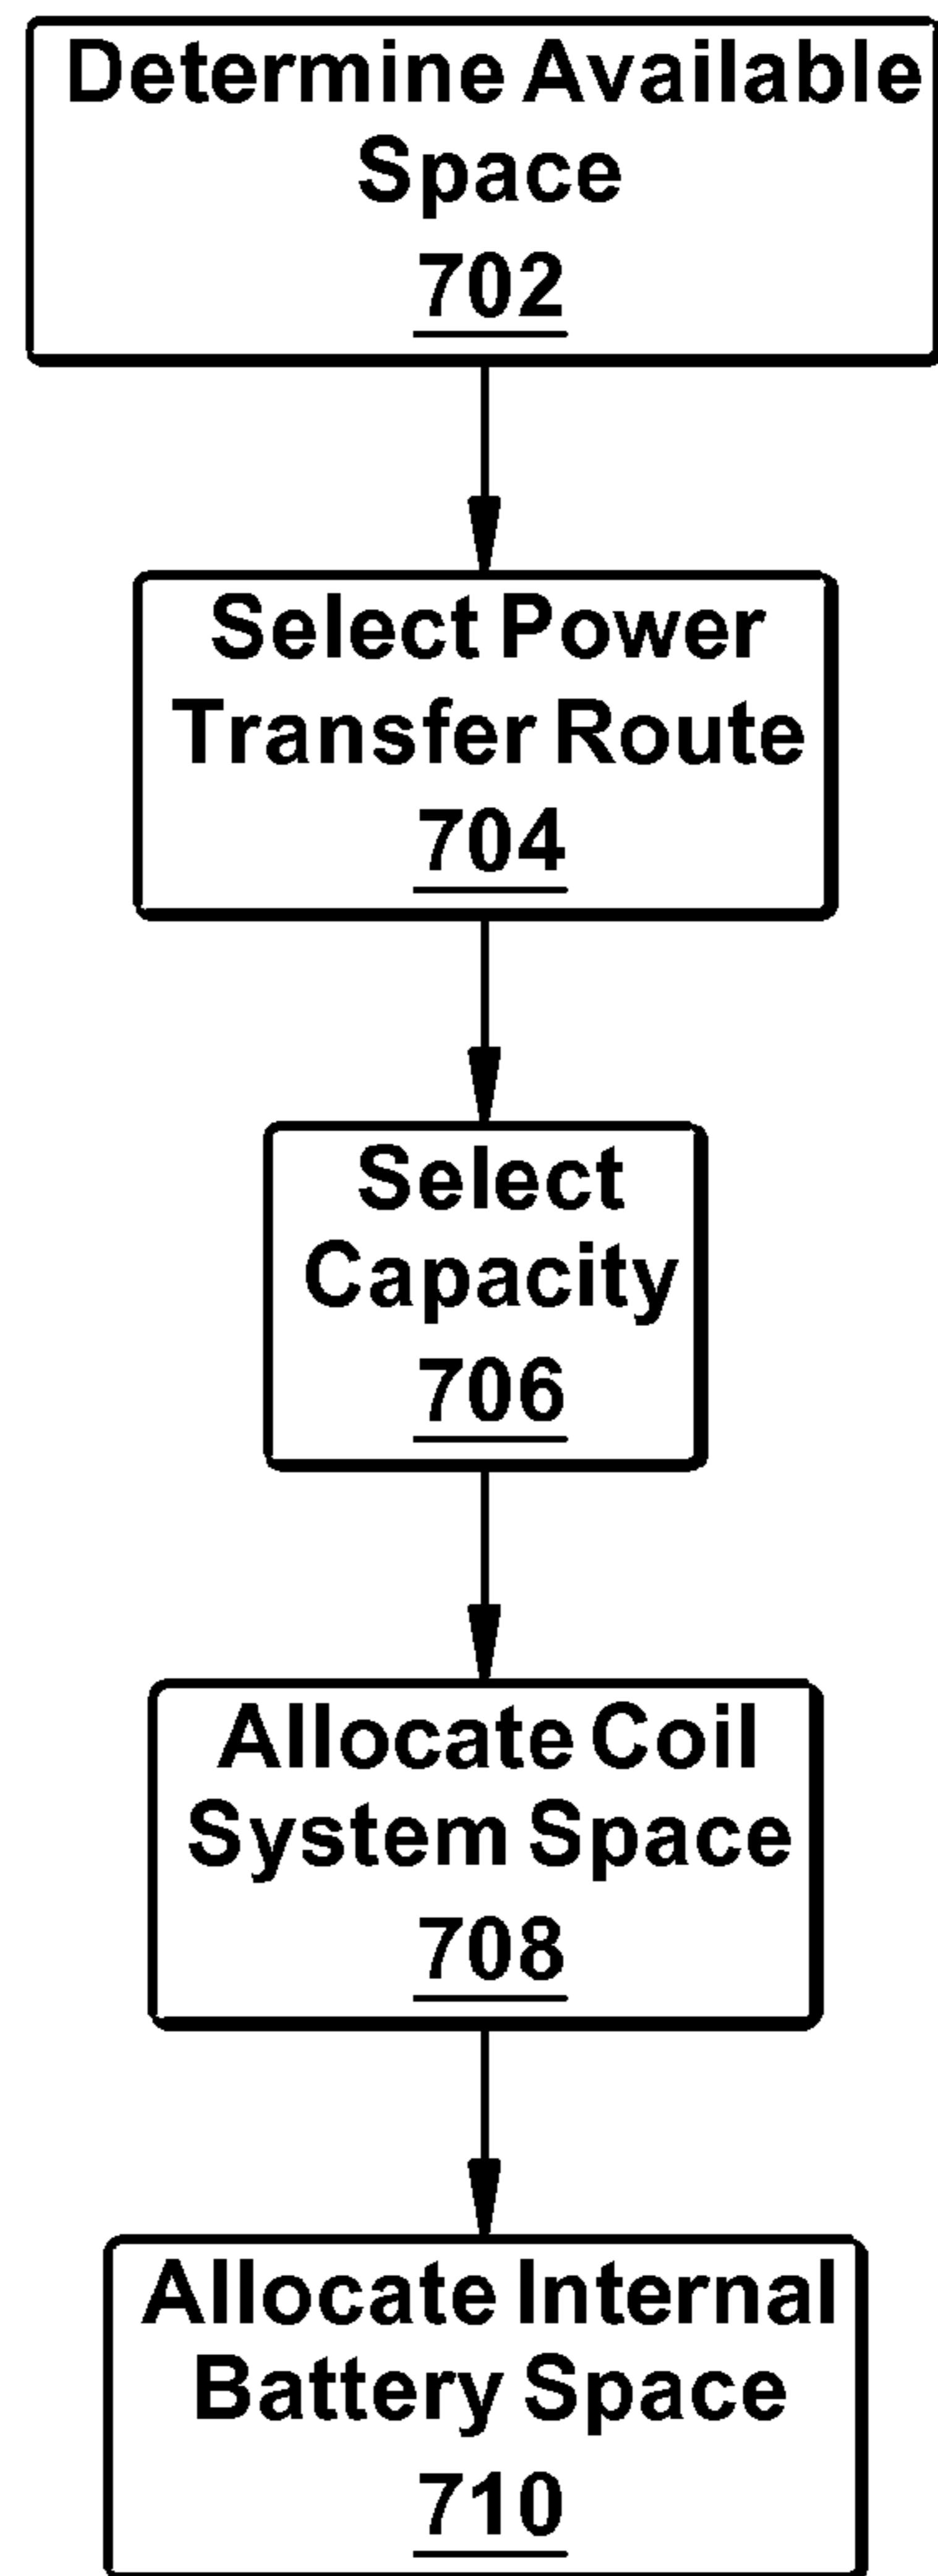 Determine Available
Space
702
Select Power
Transfer Route
704
Select
Capacity
706
Allocate Coil
System Space
708
Allocate Internal
Battery Space
710